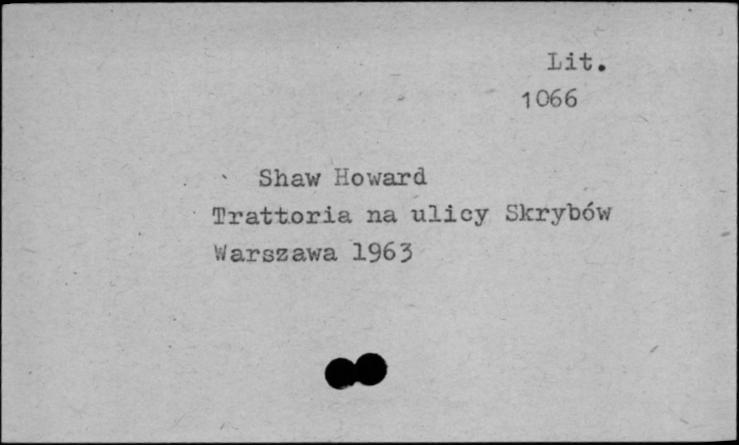 Lit.
1066
Shaw Howard
Trattoria na ulicy Skrybów
Warszawa 1963